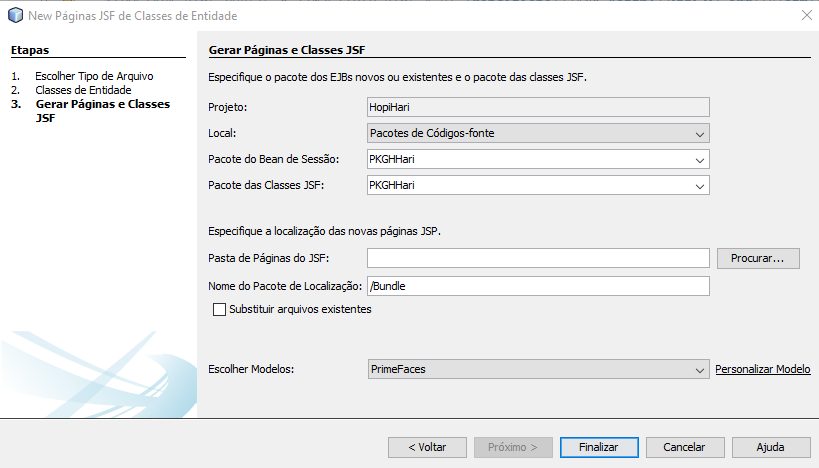 New Páginas JSF de Classes de Entidade
Etapas
1. Escolher Tipo de Arquivo
2. Classes de Entidade
3. Gerar Páginas e Classes
JSF
Gerar Páginas e Classes JSF
Especifique o pacote dos EJBs novos ou existentes e o pacote das classes JSF.
Projeto: HopiHari
Local: Pacotes de Códigos-fonte
Pacote do Bean de Sessão: PKGHHari
Pacote das Classes JSF: PKGHHari
Especifique a localização das novas páginas JSP.
Pasta de Páginas do JSF: Procurar...
Nome do Pacote de Localização: /Bundle
Substituir arquivos existentes
Escolher Modelos: PrimeFaces Personalizar Modelo
< Voltar Próximo > Finalizar Cancelar Ajuda